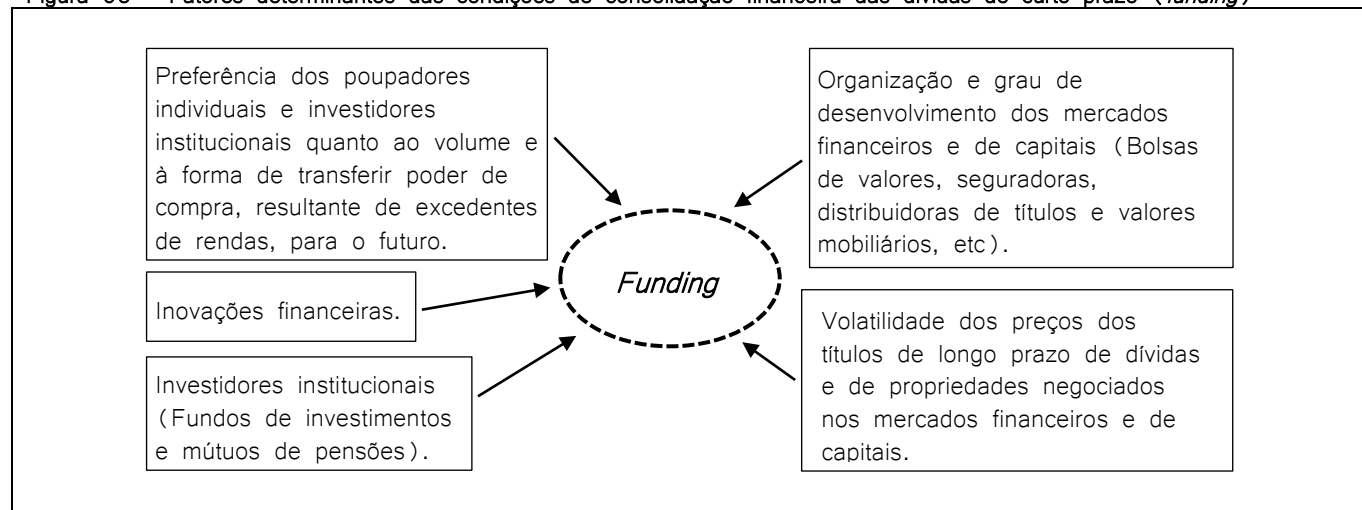 Preferência dos poupadores
individuais e investidores
institucionais quanto ao volume e
à forma de transferir poder de
compra, resultante de excedentes
de rendas, para o futuro.
Inovações financeiras.
Investidores institucionais
(Fundos de investimentos
e mútuos de pensões).
Funding
Organização e grau de
desenvolvimento dos mercados
financeiros e de capitais (Bolsas
de valores, seguradoras,
distribuidoras de títulos e valores
mobiliários, etc).
Volatilidade dos preços dos
títulos de longo prazo de dívidas
e de propriedades negociados
nos mercados financeiros e de
capitais.